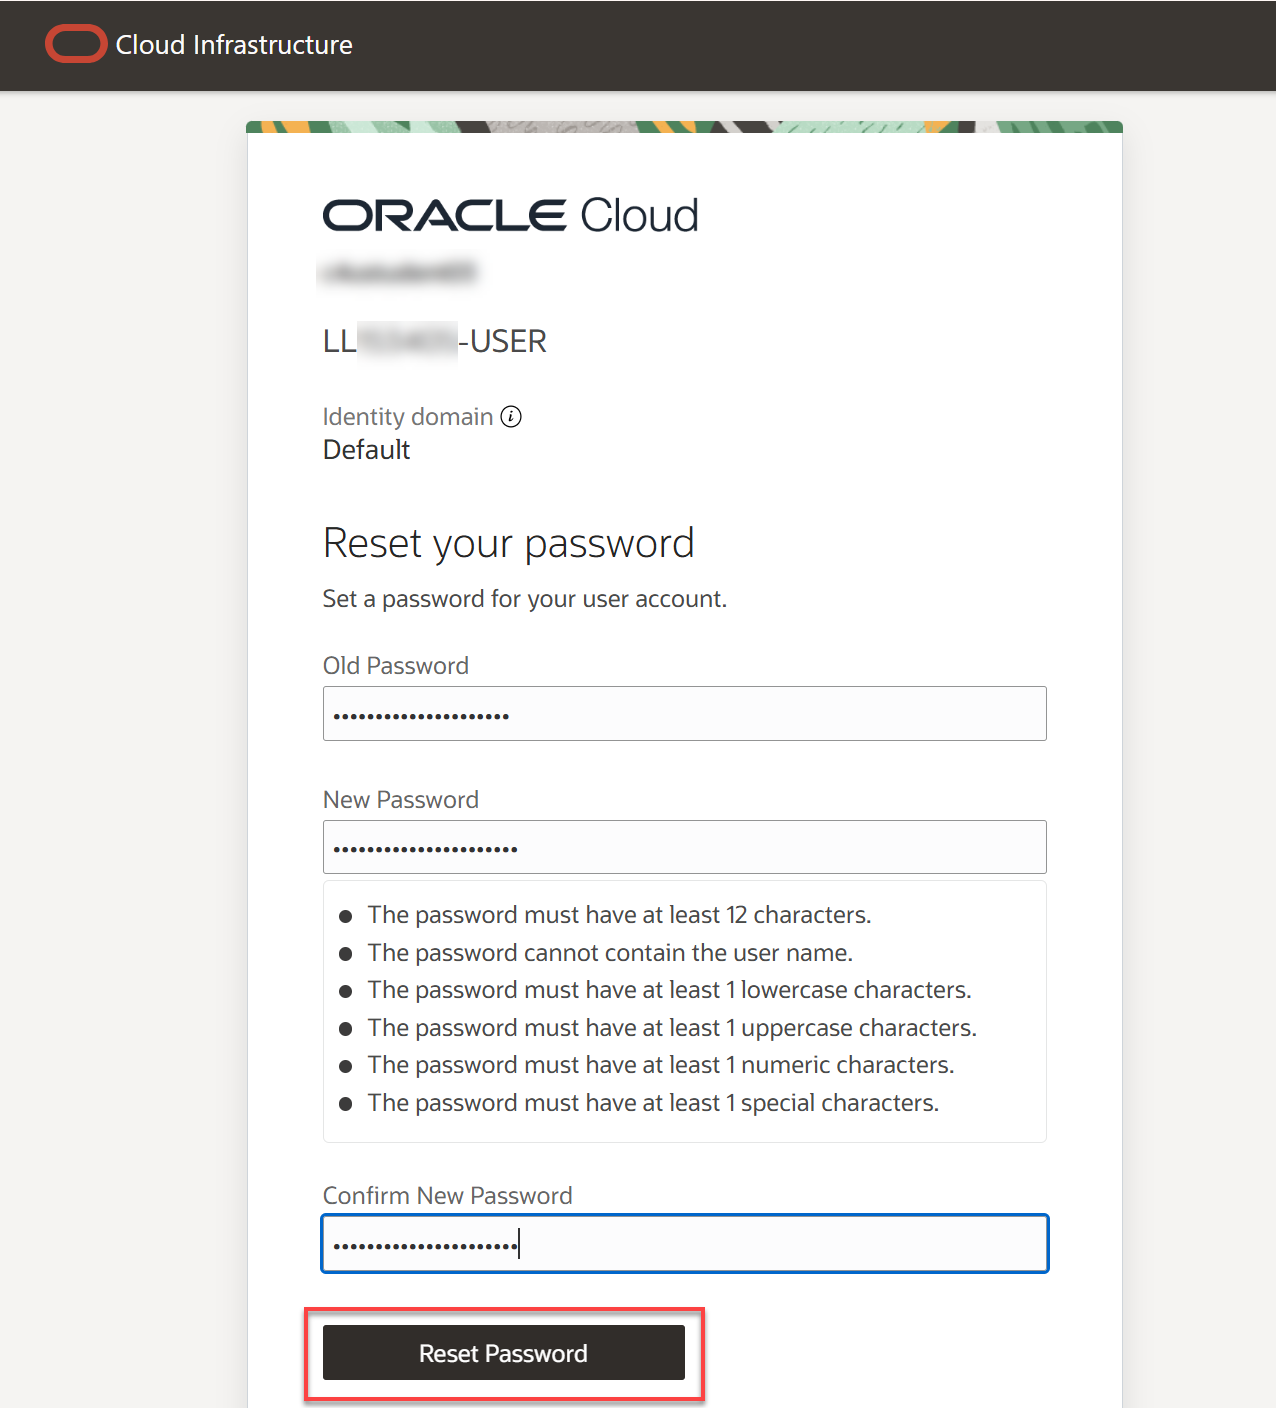 Cloud Infrastructure
ORACLE Cloud
LL -USER
Identity domain
Default
Reset your password
Set a password for your user account.
Old Password
•••••••••••••••••••••
New Password
••••••••••••••••••••••
● The password must have at least 12 characters.
● The password cannot contain the user name.
● The password must have at least 1 lowercase characters.
● The password must have at least 1 uppercase characters.
● The password must have at least 1 numeric characters.
● The password must have at least 1 special characters.
Confirm New Password
••••••••••••••••••••••
Reset Password